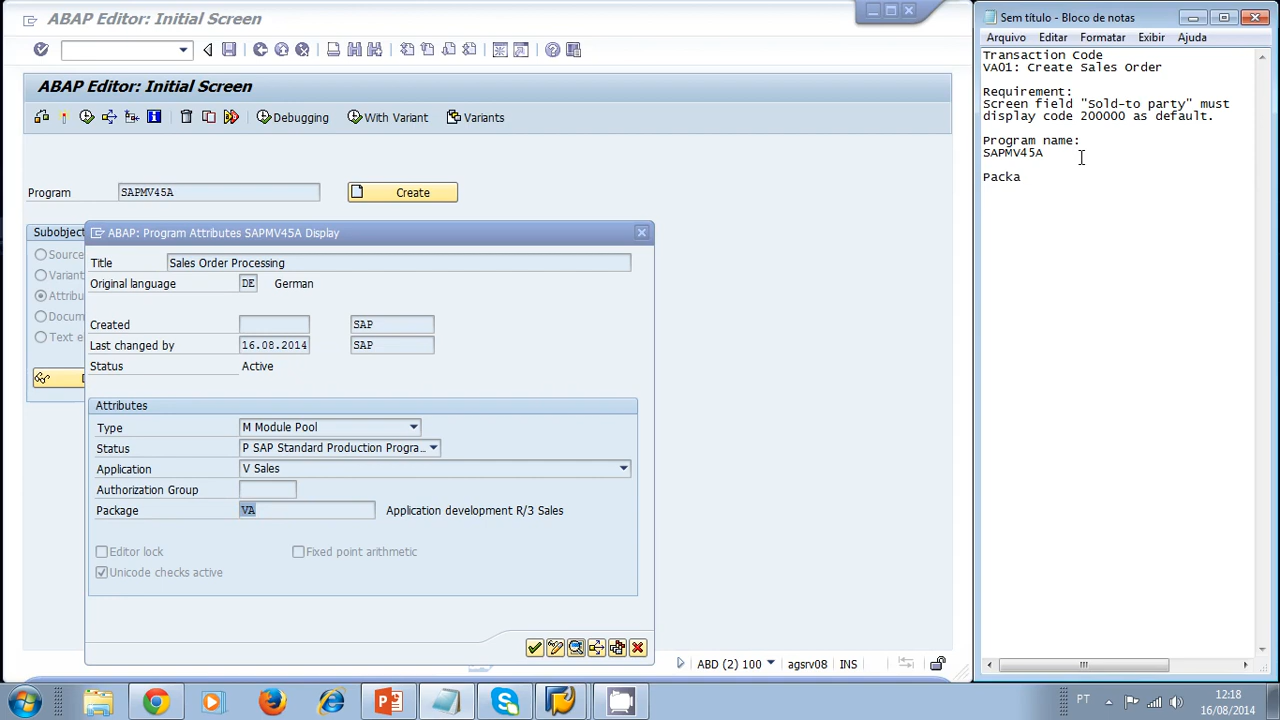 ABAP Editor: Initial Screen
ABAP Editor: Initial Screen
Debugging
With Variant
Variants
Program
SAPMV45A
Create
Subobject
Source
Variant
Attribu
Docum
Text e
ABAP: Program Attributes SAPMV45A Display
Title
Sales Order Processing
Original language
DE
German
Created
SAP
Last changed by
16.08.2014
SAP
Status
Active
Attributes
Type
M Module Pool
Status
P SAP Standard Production Progra...
Application
V Sales
Authorization Group
Package
VA
Application development R/3 Sales
Editor lock
Fixed point arithmetic
Unicode checks active
ABD (2) 100
agsrv08
INS
Sem título - Bloco de notas
Arquivo
Editar
Formatar
Exibir
Ajuda
Transaction Code
VA01: Create Sales Order
Requirement:
Screen field "Sold-to party" must
display code 200000 as default.
Program name:
SAPMV45A
Packa
PT
12:18
16/08/2014